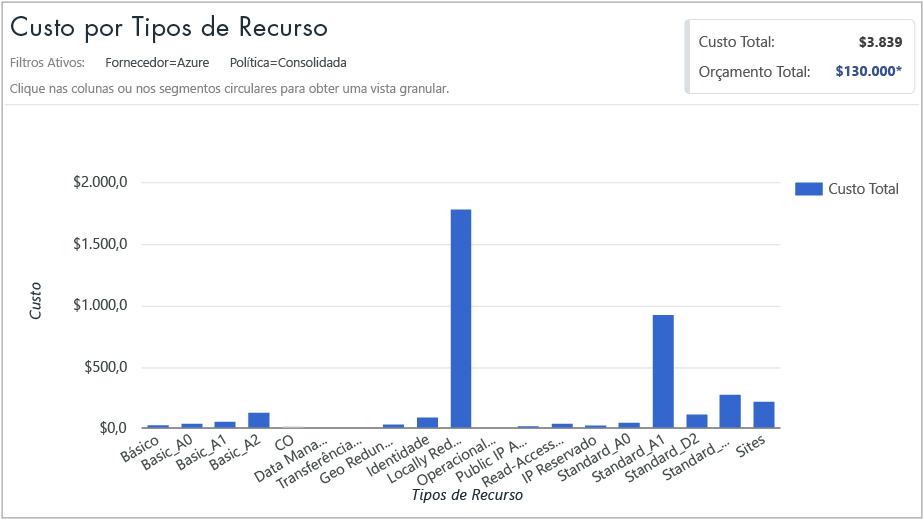 Custo por Tipos de Recurso
Filtros Ativos: Fornecedor=Azure Política=Consolidada
Clique nas colunas ou nos segmentos circulares para obter uma vista granular.
Custo Total: $3.839
Orçamento Total: $130.000*
$2.000,0
$1.500,0
$1.000,0
$500,0
$0,0
Custo
Custo Total
Básico
Basic_A0
Basic_A1
Basic_A2
CO
Data Mana...
Transferência...
Geo Redun...
Identidade
Locally Red...
Operacional...
Public IP A...
Read-Access...
IP Reservado
Standard_A0
Standard_A1
Standard_D2
Standard_...
Sites
Tipos de Recurso